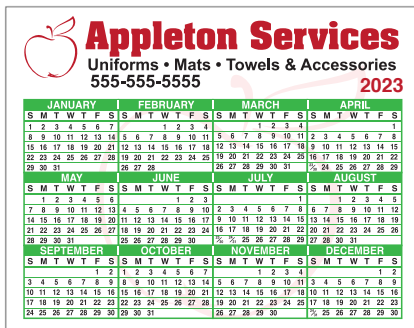 Appleton Services
Uniforms • Mats • Towels & Accessories
555-555-5555
2023
JANUARY FEBRUARY MARCH APRIL
S M T W T F S S M T W T F S S M T W T F S S M T W T F S
1 2 3 4 5 6 7 1 2 3 4 1 2 3 4 1
8 9 10 11 12 13 14 5 6 7 8 9 10 11 5 6 7 8 9 10 11 2 3 4 5 6 7 8
15 16 17 18 19 20 21 12 13 14 15 16 17 18 12 13 14 15 16 17 18 9 10 11 12 13 14 15
22 23 24 25 26 27 28 19 20 21 22 23 24 25 19 20 21 22 23 24 25 16 17 18 19 20 21 22
29 30 31 26 27 28 26 27 28 29 30 31 23/30 24 25 26 27 28 29
MAY JUNE JULY AUGUST
S M T W T F S S M T W T F S S M T W T F S S M T W T F S
1 2 3 4 5 6 1 2 3 1 1 2 3 4 5
7 8 9 10 11 12 13 4 5 6 7 8 9 10 2 3 4 5 6 7 8 6 7 8 9 10 11 12
14 15 16 17 18 19 20 11 12 13 14 15 16 17 9 10 11 12 13 14 15 13 14 15 16 17 18 19
21 22 23 24 25 26 27 18 19 20 21 22 23 24 16 17 18 19 20 21 22 20 21 22 23 24 25 26
28 29 30 31 25 26 27 28 29 30 23/30 24/31 25 26 27 28 29 27 28 29 30 31
SEPTEMBER OCTOBER NOVEMBER DECEMBER
S M T W T F S S M T W T F S S M T W T F S S M T W T F S
1 2 1 2 3 4 5 6 7 1 2 3 4 1 2
3 4 5 6 7 8 9 8 9 10 11 12 13 14 5 6 7 8 9 10 11 3 4 5 6 7 8 9
10 11 12 13 14 15 16 15 16 17 18 19 20 21 12 13 14 15 16 17 18 10 11 12 13 14 15 16
17 18 19 20 21 22 23 22 23 24 25 26 27 28 19 20 21 22 23 24 25 17 18 19 20 21 22 23
24 25 26 27 28 29 30 29 30 31 26 27 28 29 30 24/31 25 26 27 28 29 30